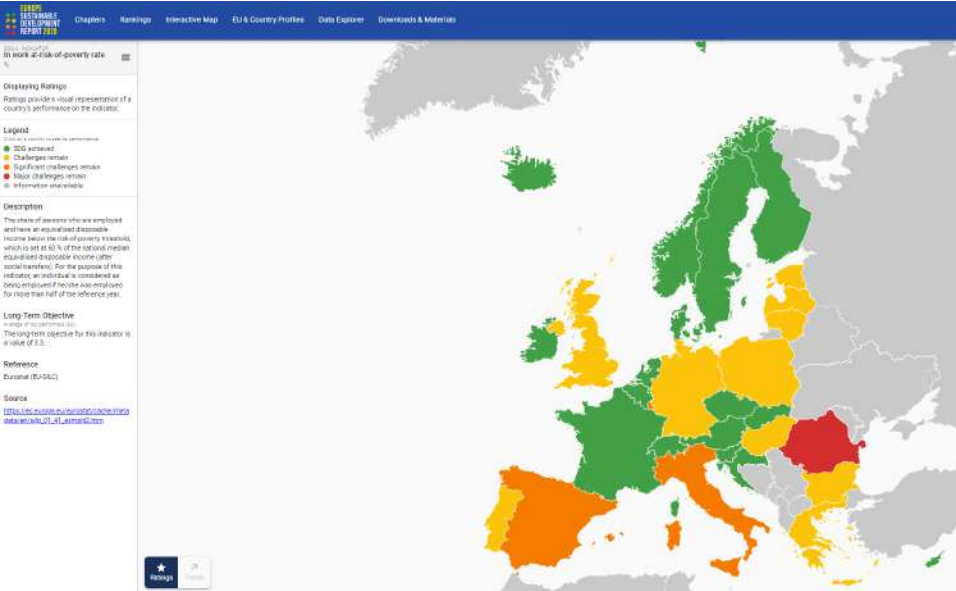 EUROPE
SUSTAINABLE
DEVELOPMENT
REPORT 2020
Chapters Rankings Interactive Map EU & Country Profiles Data Explorer Downloads & Materials
In work at-risk-of-poverty rate
%
Displaying Ratings
Ratings provide a visual representation of a
country's performance on the indicator.
Legend
SDG achieved
Challenges remain
Significant challenges remain
Major challenges remain
Information unavailable
Description
The share of persons who are employed
and have an equivalised disposable
income below the risk-of-poverty threshold,
which is set at 60 % of the national median
equivalised disposable income (after
social transfers). For the purpose of this
indicator, an individual is considered as
being employed if he/she was employed
for more than half of the reference year.
Long-Term Objective
The long-term objective for this indicator is
a value of
Reference
Eurostat (EU-SILC)
Source
Ratings
Trends